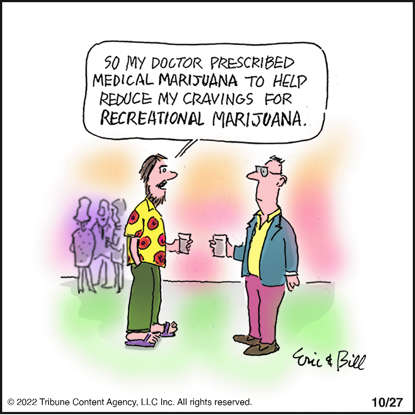 SO MY DOCTOR PRESCRIBED
MEDICAL MARIJUANA TO HELP
REDUCE MY CRAVINGS FOR
RECREATIONAL MARIJUANA.
Eric & Bill
© 2022 Tribune Content Agency, LLC Inc. All rights reserved.
10/27